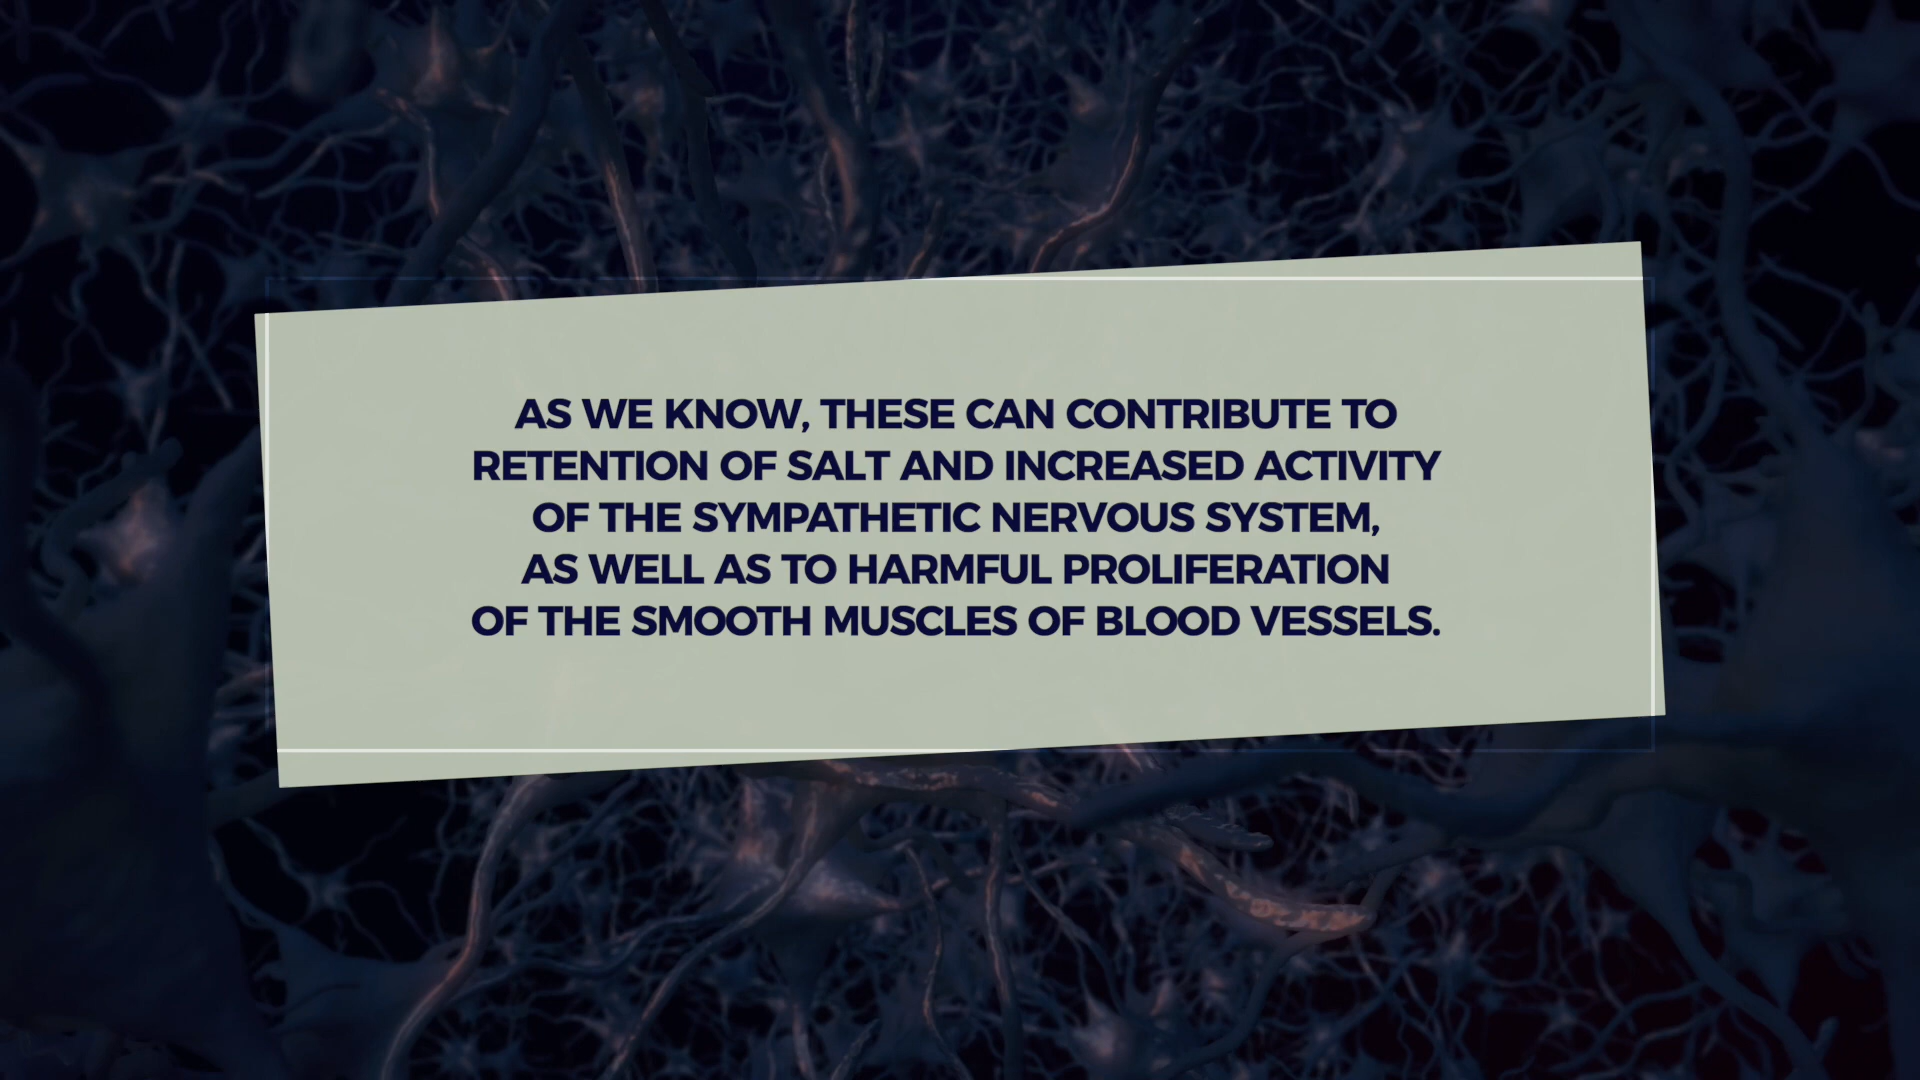 AS WE KNOW, THESE CAN CONTRIBUTE TO
RETENTION OF SALT AND INCREASED ACTIVITY
OF THE SYMPATHETIC NERVOUS SYSTEM,
AS WELL AS TO HARMFUL PROLIFERATION
OF THE SMOOTH MUSCLES OF BLOOD VESSELS.